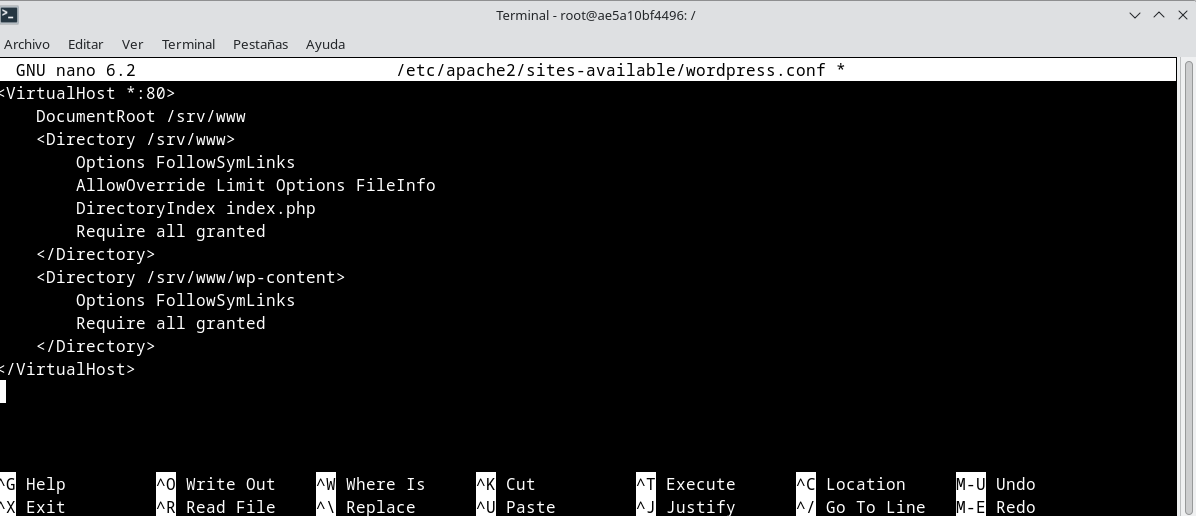 Terminal - root@ae5a10bf4496: /
Archivo Editar Ver Terminal Pestañas Ayuda
GNU nano 6.2 /etc/apache2/sites-available/wordpress.conf *
<VirtualHost *:80>
    DocumentRoot /srv/www
    <Directory /srv/www>
        Options FollowSymLinks
        AllowOverride Limit Options FileInfo
        DirectoryIndex index.php
        Require all granted
    </Directory>
    <Directory /srv/www/wp-content>
        Options FollowSymLinks
        Require all granted
    </Directory>
</VirtualHost>
^G Help ^O Write Out ^W Where Is ^K Cut ^T Execute ^C Location M-U Undo
^X Exit ^R Read File ^\ Replace ^U Paste ^J Justify ^/ Go To Line M-E Redo